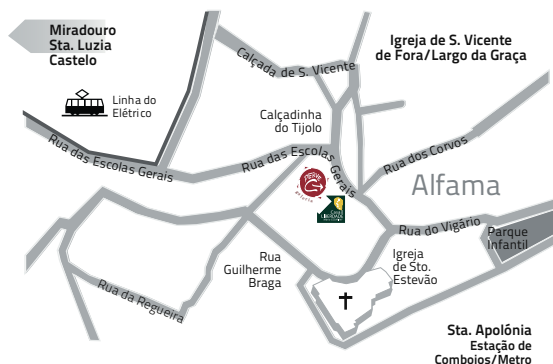 Miradouro
Sta. Luzia
Castelo
Igreja de S. Vicente
de Fora/Largo da Graça
Calçada de S. Vicente
Linha do
Elétrico
Calçadinha
do Tijolo
Rua das Escolas Gerais
Rua das Escolas Gerais
Rua dos Corvos
Alfama
Rua do Vigário
Parque
Infantil
Rua
Guilherme
Braga
Igreja
de Sto.
Estevão
Rua da Regueira
Sta. Apolónia
Estação de
Comboios/Metro